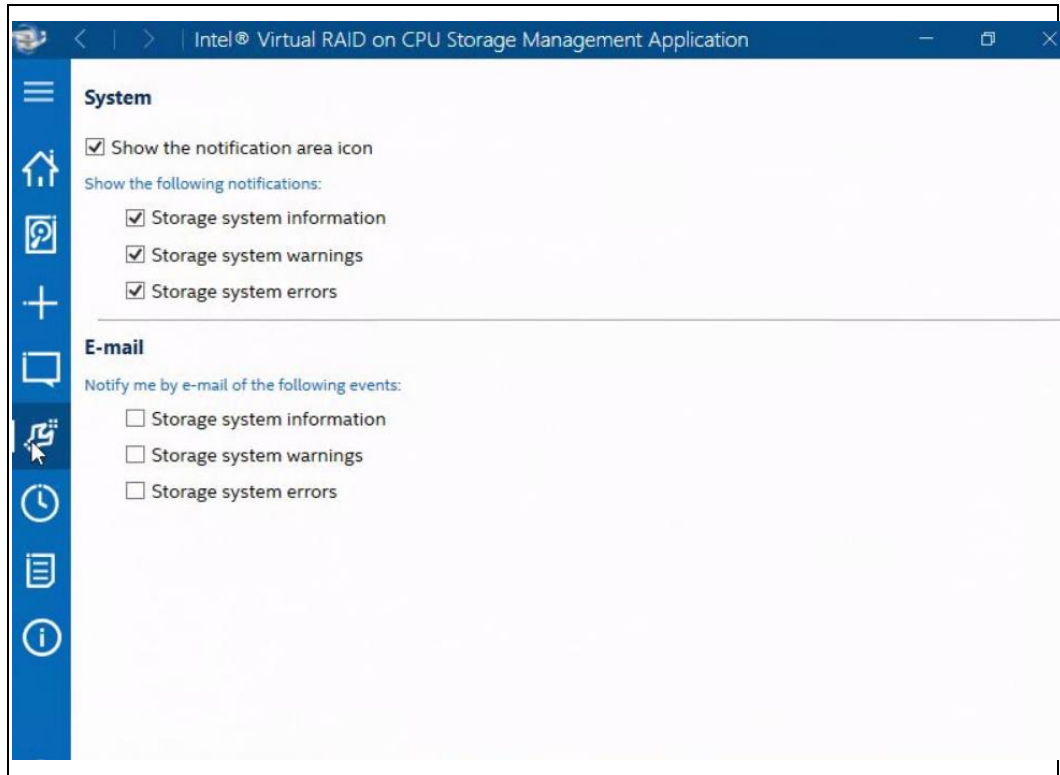 Intel® Virtual RAID on CPU Storage Management Application
System
Show the notification area icon
Show the following notifications:
Storage system information
Storage system warnings
Storage system errors
E-mail
Notify me by e-mail of the following events:
Storage system information
Storage system warnings
Storage system errors